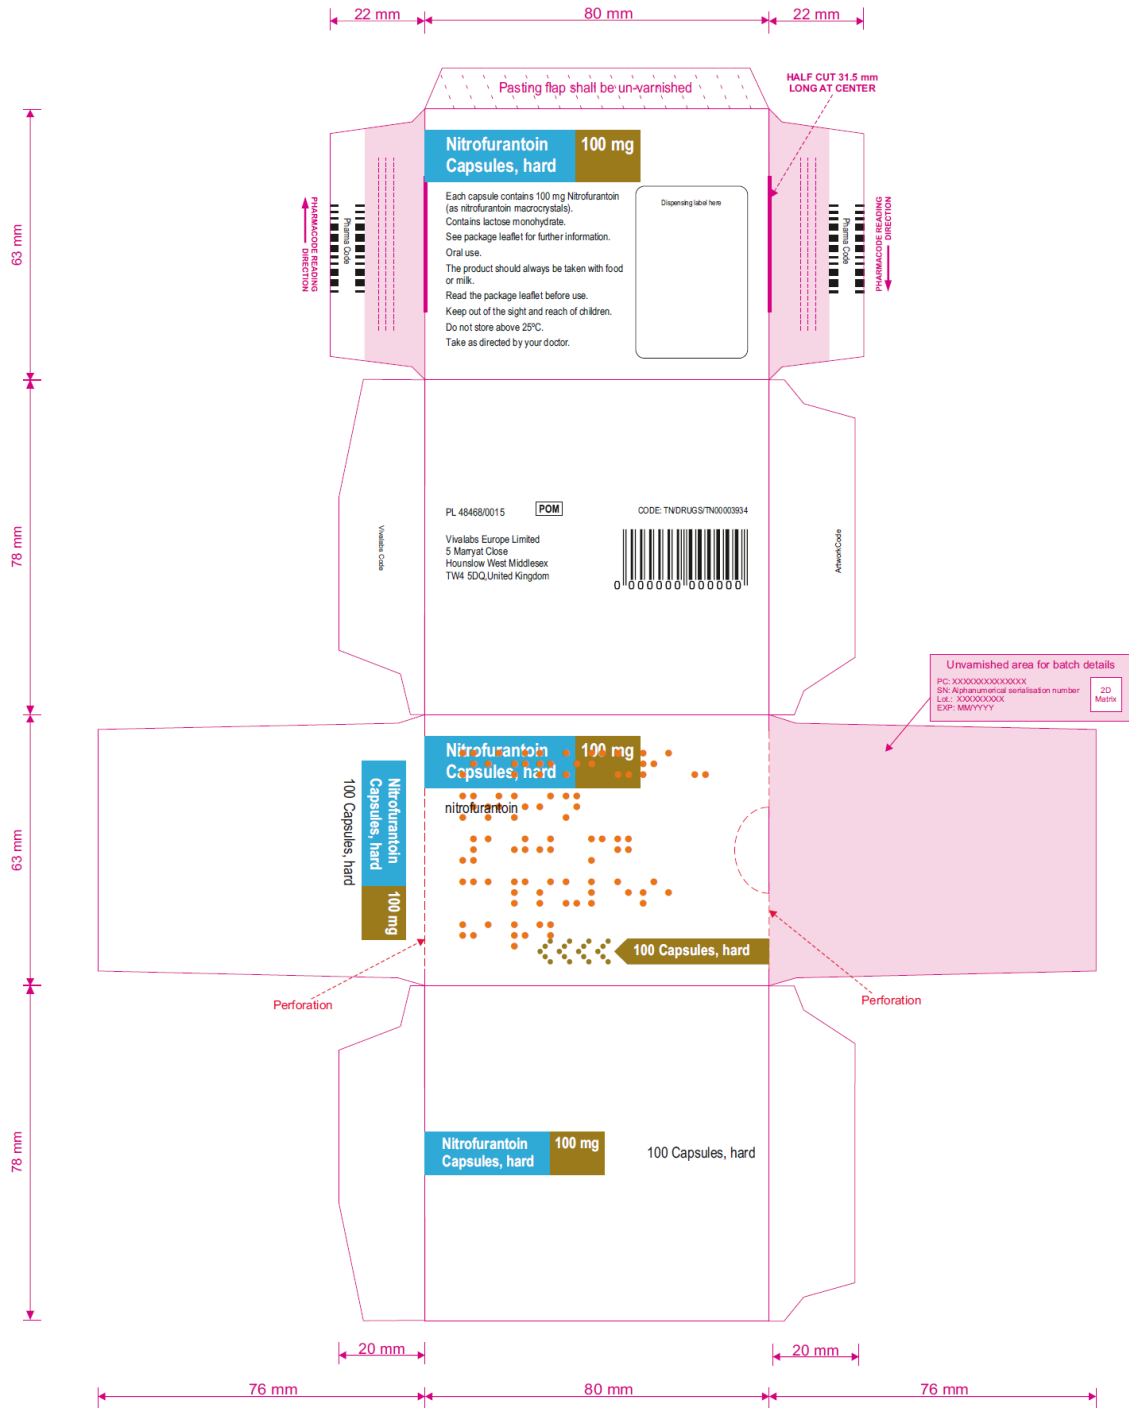 22 mm
80 mm
22 mm
Pasting flap shall be un-varnished
HALF CUT 31.5 mm
LONG AT CENTER
63 mm
Nitrofurantoin
Capsules, hard
100 mg
Each capsule contains 100 mg Nitrofurantoin
(as nitrofurantoin macrocrystals).
Contains lactose monohydrate.
See package leaflet for further information.
Oral use.
The product should always be taken with food
or milk.
Read the package leaflet before use.
Keep out of the sight and reach of children.
Do not store above 25ºC.
Take as directed by your doctor.
Dispensing label here
PHARMACODE READING
DIRECTION
Pharma Code
Pharma Code
PHARMACODE READING
DIRECTION
78 mm
Vivalabs Code
PL 48468/0015
POM
CODE: TN/DRUGS/TN00003934
Vivalabs Europe Limited
5 Marryat Close
Hounslow West Middlesex
TW4 5DQ,United Kingdom
0 000000 000000
ArtworkCode
Unvarnished area for batch details
PC: XXXXXXXXXXXXXX
SN: Alphanumerical serialisation number
Lot.: XXXXXXXXX
EXP: MM/YYYY
2D
Matrix
63 mm
Nitrofurantoin
Capsules, hard
100 mg
100 Capsules, hard
Nitrofurantoin
Capsules, hard
100 mg
nitrofurantoin
100 Capsules, hard
Perforation
Perforation
78 mm
Nitrofurantoin
Capsules, hard
100 mg
100 Capsules, hard
20 mm
20 mm
76 mm
80 mm
76 mm